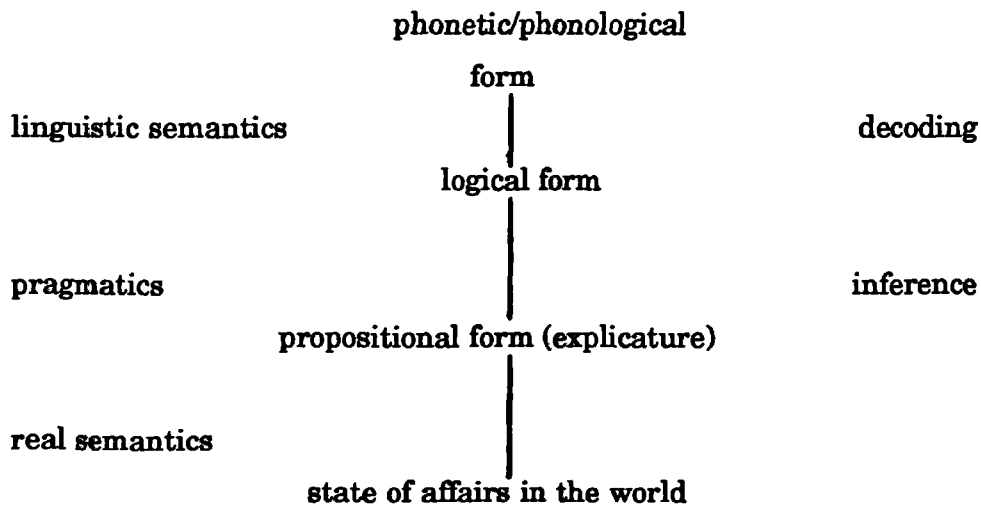 phonetic/phonological
form
linguistic semantics decoding
logical form
pragmatics inference
propositional form (explicature)
real semantics
state of affairs in the world